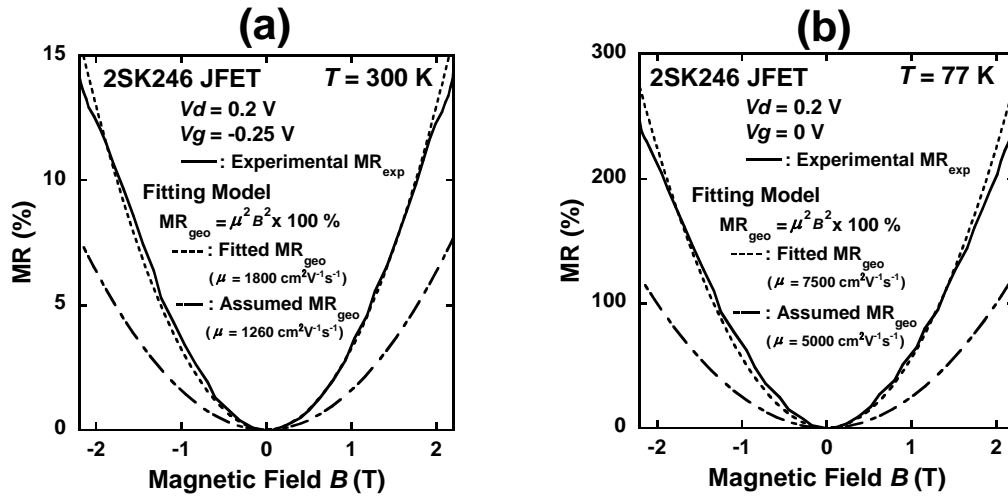 (a)
15
10
5
0
MR (%)
2SK246 JFET T = 300 K
Vd = 0.2 V
Vg = -0.25 V
: Experimental MRexp
Fitting Model
MRgeo = μ²B² x 100 %
: Fitted MRgeo
( μ = 1800 cm²V⁻¹s⁻¹)
: Assumed MRgeo
( μ = 1260 cm²V⁻¹s⁻¹)
-2 -1 0 1 2
Magnetic Field B (T)
(b)
300
200
100
0
MR (%)
2SK246 JFET T = 77 K
Vd = 0.2 V
Vg = 0 V
: Experimental MRexp
Fitting Model
MRgeo = μ²B² x 100 %
: Fitted MRgeo
( μ = 7500 cm²V⁻¹s⁻¹)
: Assumed MRgeo
( μ = 5000 cm²V⁻¹s⁻¹)
-2 -1 0 1 2
Magnetic Field B (T)